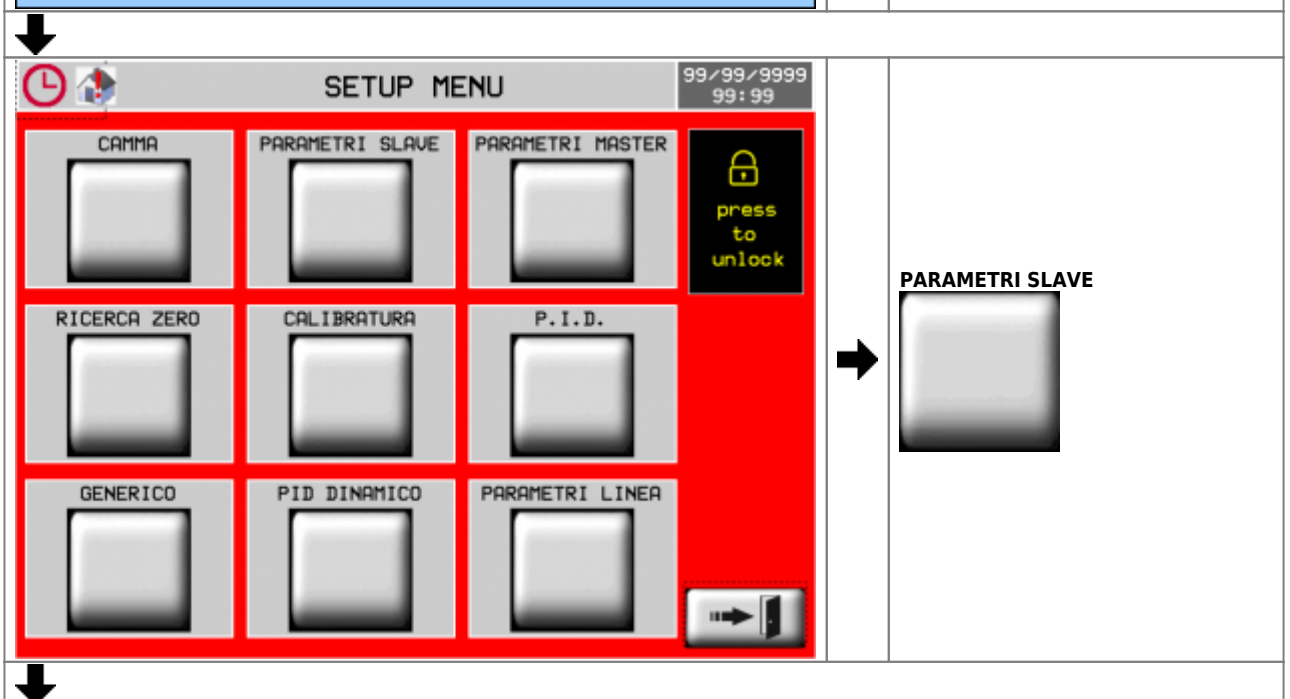 SETUP MENU
99/99/9999
99:99
CAMMA
PARAMETRI SLAVE
PARAMETRI MASTER
press
to
unlock
RICERCA ZERO
CALIBRATURA
P.I.D.
GENERICO
PID DINAMICO
PARAMETRI LINEA
PARAMETRI SLAVE